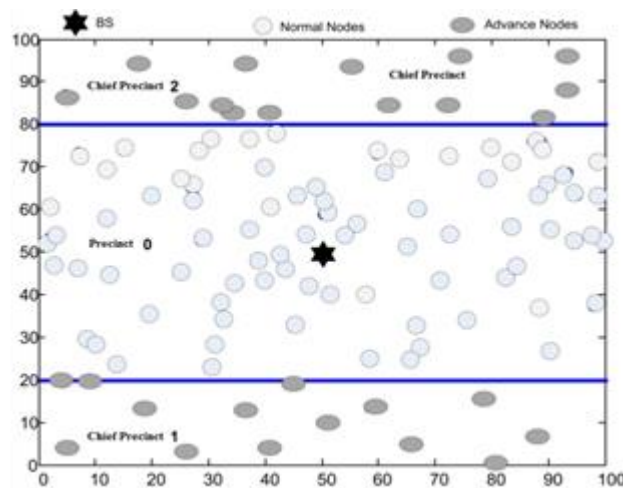 BS Normal Nodes Advance Nodes
100
90
Chief Precinct 2 Chief Precinct
80
70
60
Precinct 0
50
40
30
20
10
Chief Precinct 1
0
0 10 20 30 40 50 60 70 80 90 100